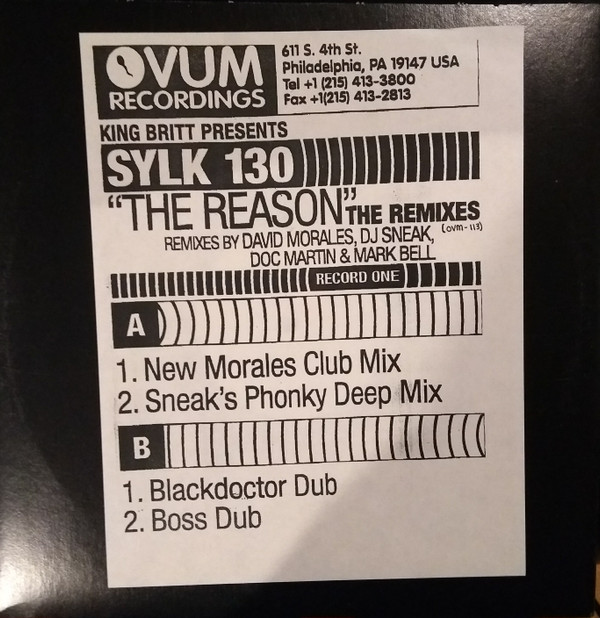 OVUM
RECORDINGS
611 S. 4th St.
Philadelphia, PA 19147 USA
Tel +1 (215) 413-3800
Fax +1(215) 413-2813
KING BRITT PRESENTS
SYLK 130
"THE REASON" THE REMIXES
(ovm-113)
REMIXES BY DAVID MORALES, DJ SNEAK,
DOC MARTIN & MARK BELL
RECORD ONE
A
1. New Morales Club Mix
2. Sneak's Phonky Deep Mix
B
1. Blackdoctor Dub
2. Boss Dub